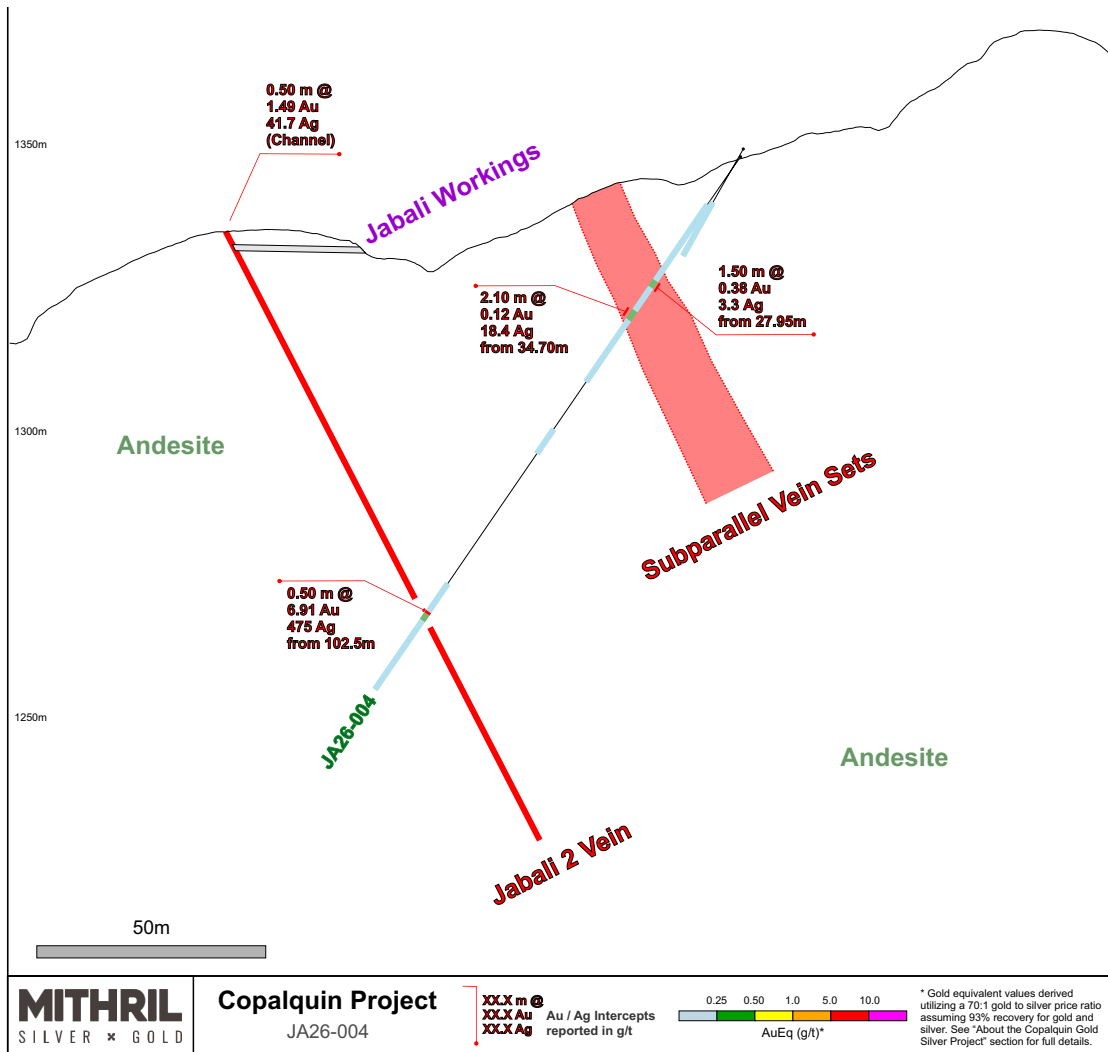 0.50 m @
1.49 Au
41.7 Ag
(Channel)
1350m
Jabali Workings
1.50 m @
0.38 Au
3.3 Ag
from 27.95m
2.10 m @
0.12 Au
18.4 Ag
from 34.70m
1300m
Andesite
Subparallel Vein Sets
0.50 m @
6.91 Au
475 Ag
from 102.5m
1250m
JA26-004
Andesite
Jabali 2 Vein
50m
MITHRIL
SILVER × GOLD
Copalquin Project
JA26-004
XX.X m @
XX.X Au
XX.X Ag
Au / Ag Intercepts
reported in g/t
0.25 0.50 1.0 5.0 10.0
AuEq (g/t)*
* Gold equivalent values derived
utilizing a 70:1 gold to silver price ratio
assuming 93% recovery for gold and
silver. See “About the Copalquin Gold
Silver Project” section for full details.